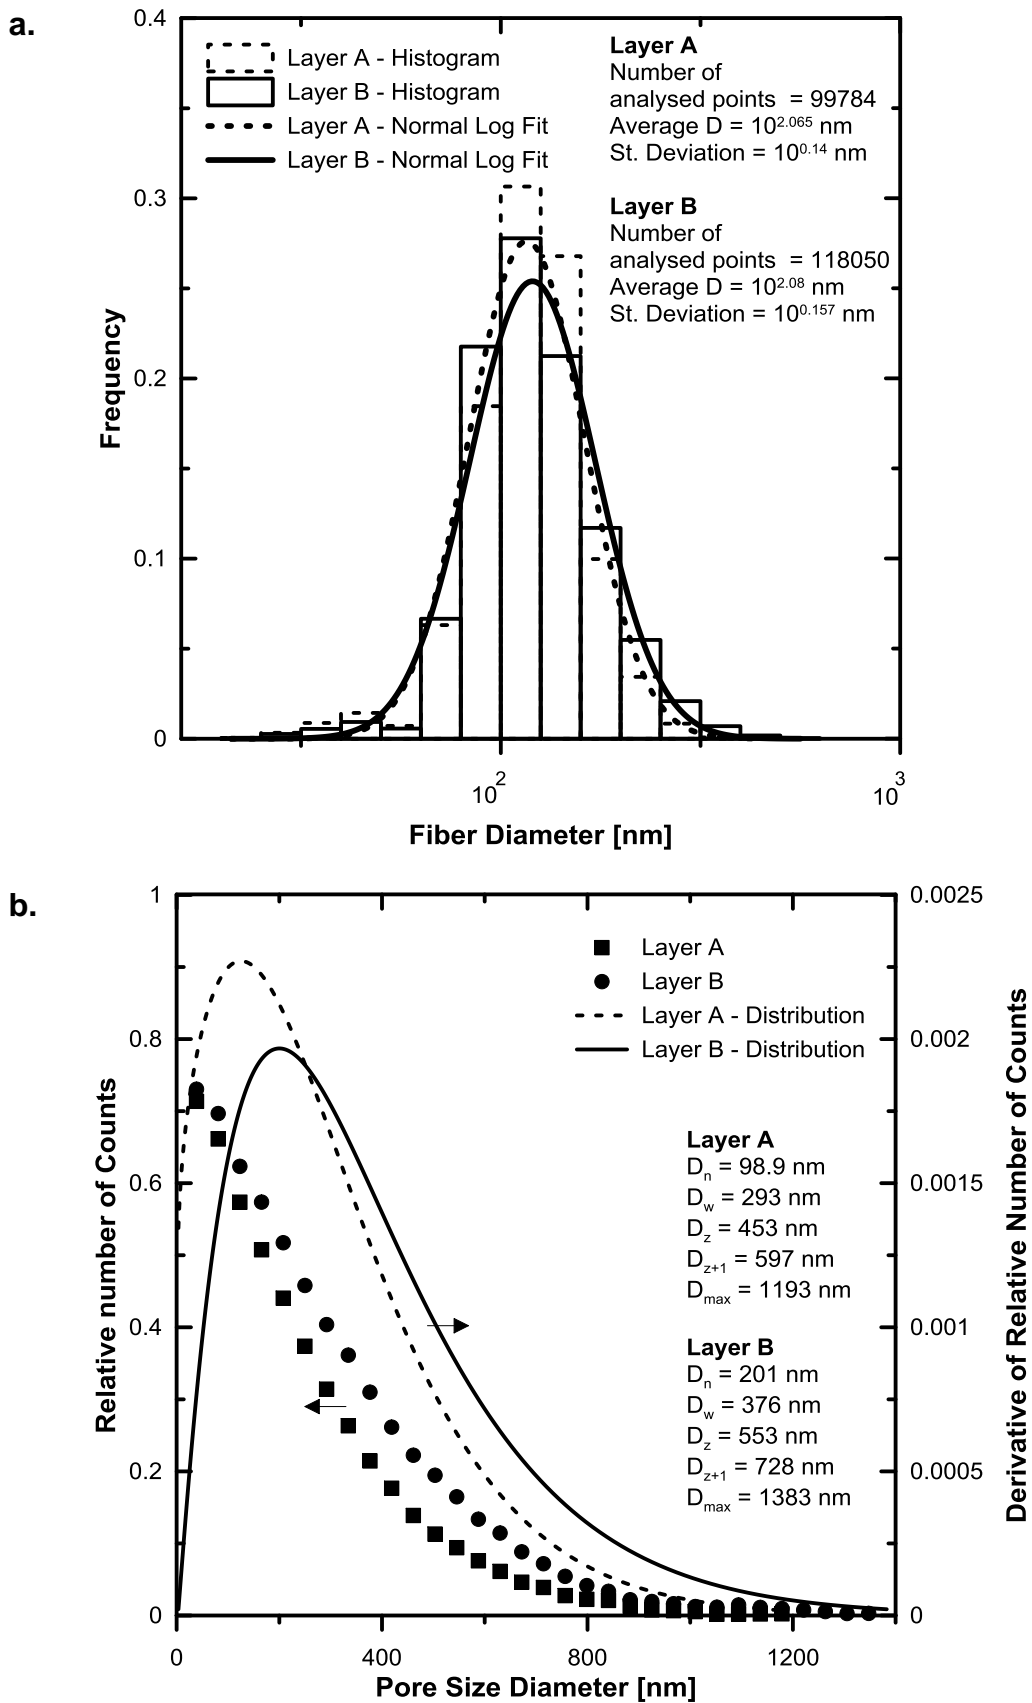 a.
0.4
0.3
0.2
0.1
0
Frequency
Layer A - Histogram
Layer B - Histogram
Layer A - Normal Log Fit
Layer B - Normal Log Fit
Layer A
Number of
analysed points = 99784
Average D = 10^2.065 nm
St. Deviation = 10^0.14 nm
Layer B
Number of
analysed points = 118050
Average D = 10^2.08 nm
St. Deviation = 10^0.157 nm
10^2
10^3
Fiber Diameter [nm]
b.
1
0.8
0.6
0.4
0.2
0
Relative number of Counts
Layer A
Layer B
Layer A - Distribution
Layer B - Distribution
Layer A
D_n = 98.9 nm
D_w = 293 nm
D_z = 453 nm
D_z+1 = 597 nm
D_max = 1193 nm
Layer B
D_n = 201 nm
D_w = 376 nm
D_z = 553 nm
D_z+1 = 728 nm
D_max = 1383 nm
0.0025
0.002
0.0015
0.001
0.0005
0
Derivative of Relative Number of Counts
0
400
800
1200
Pore Size Diameter [nm]